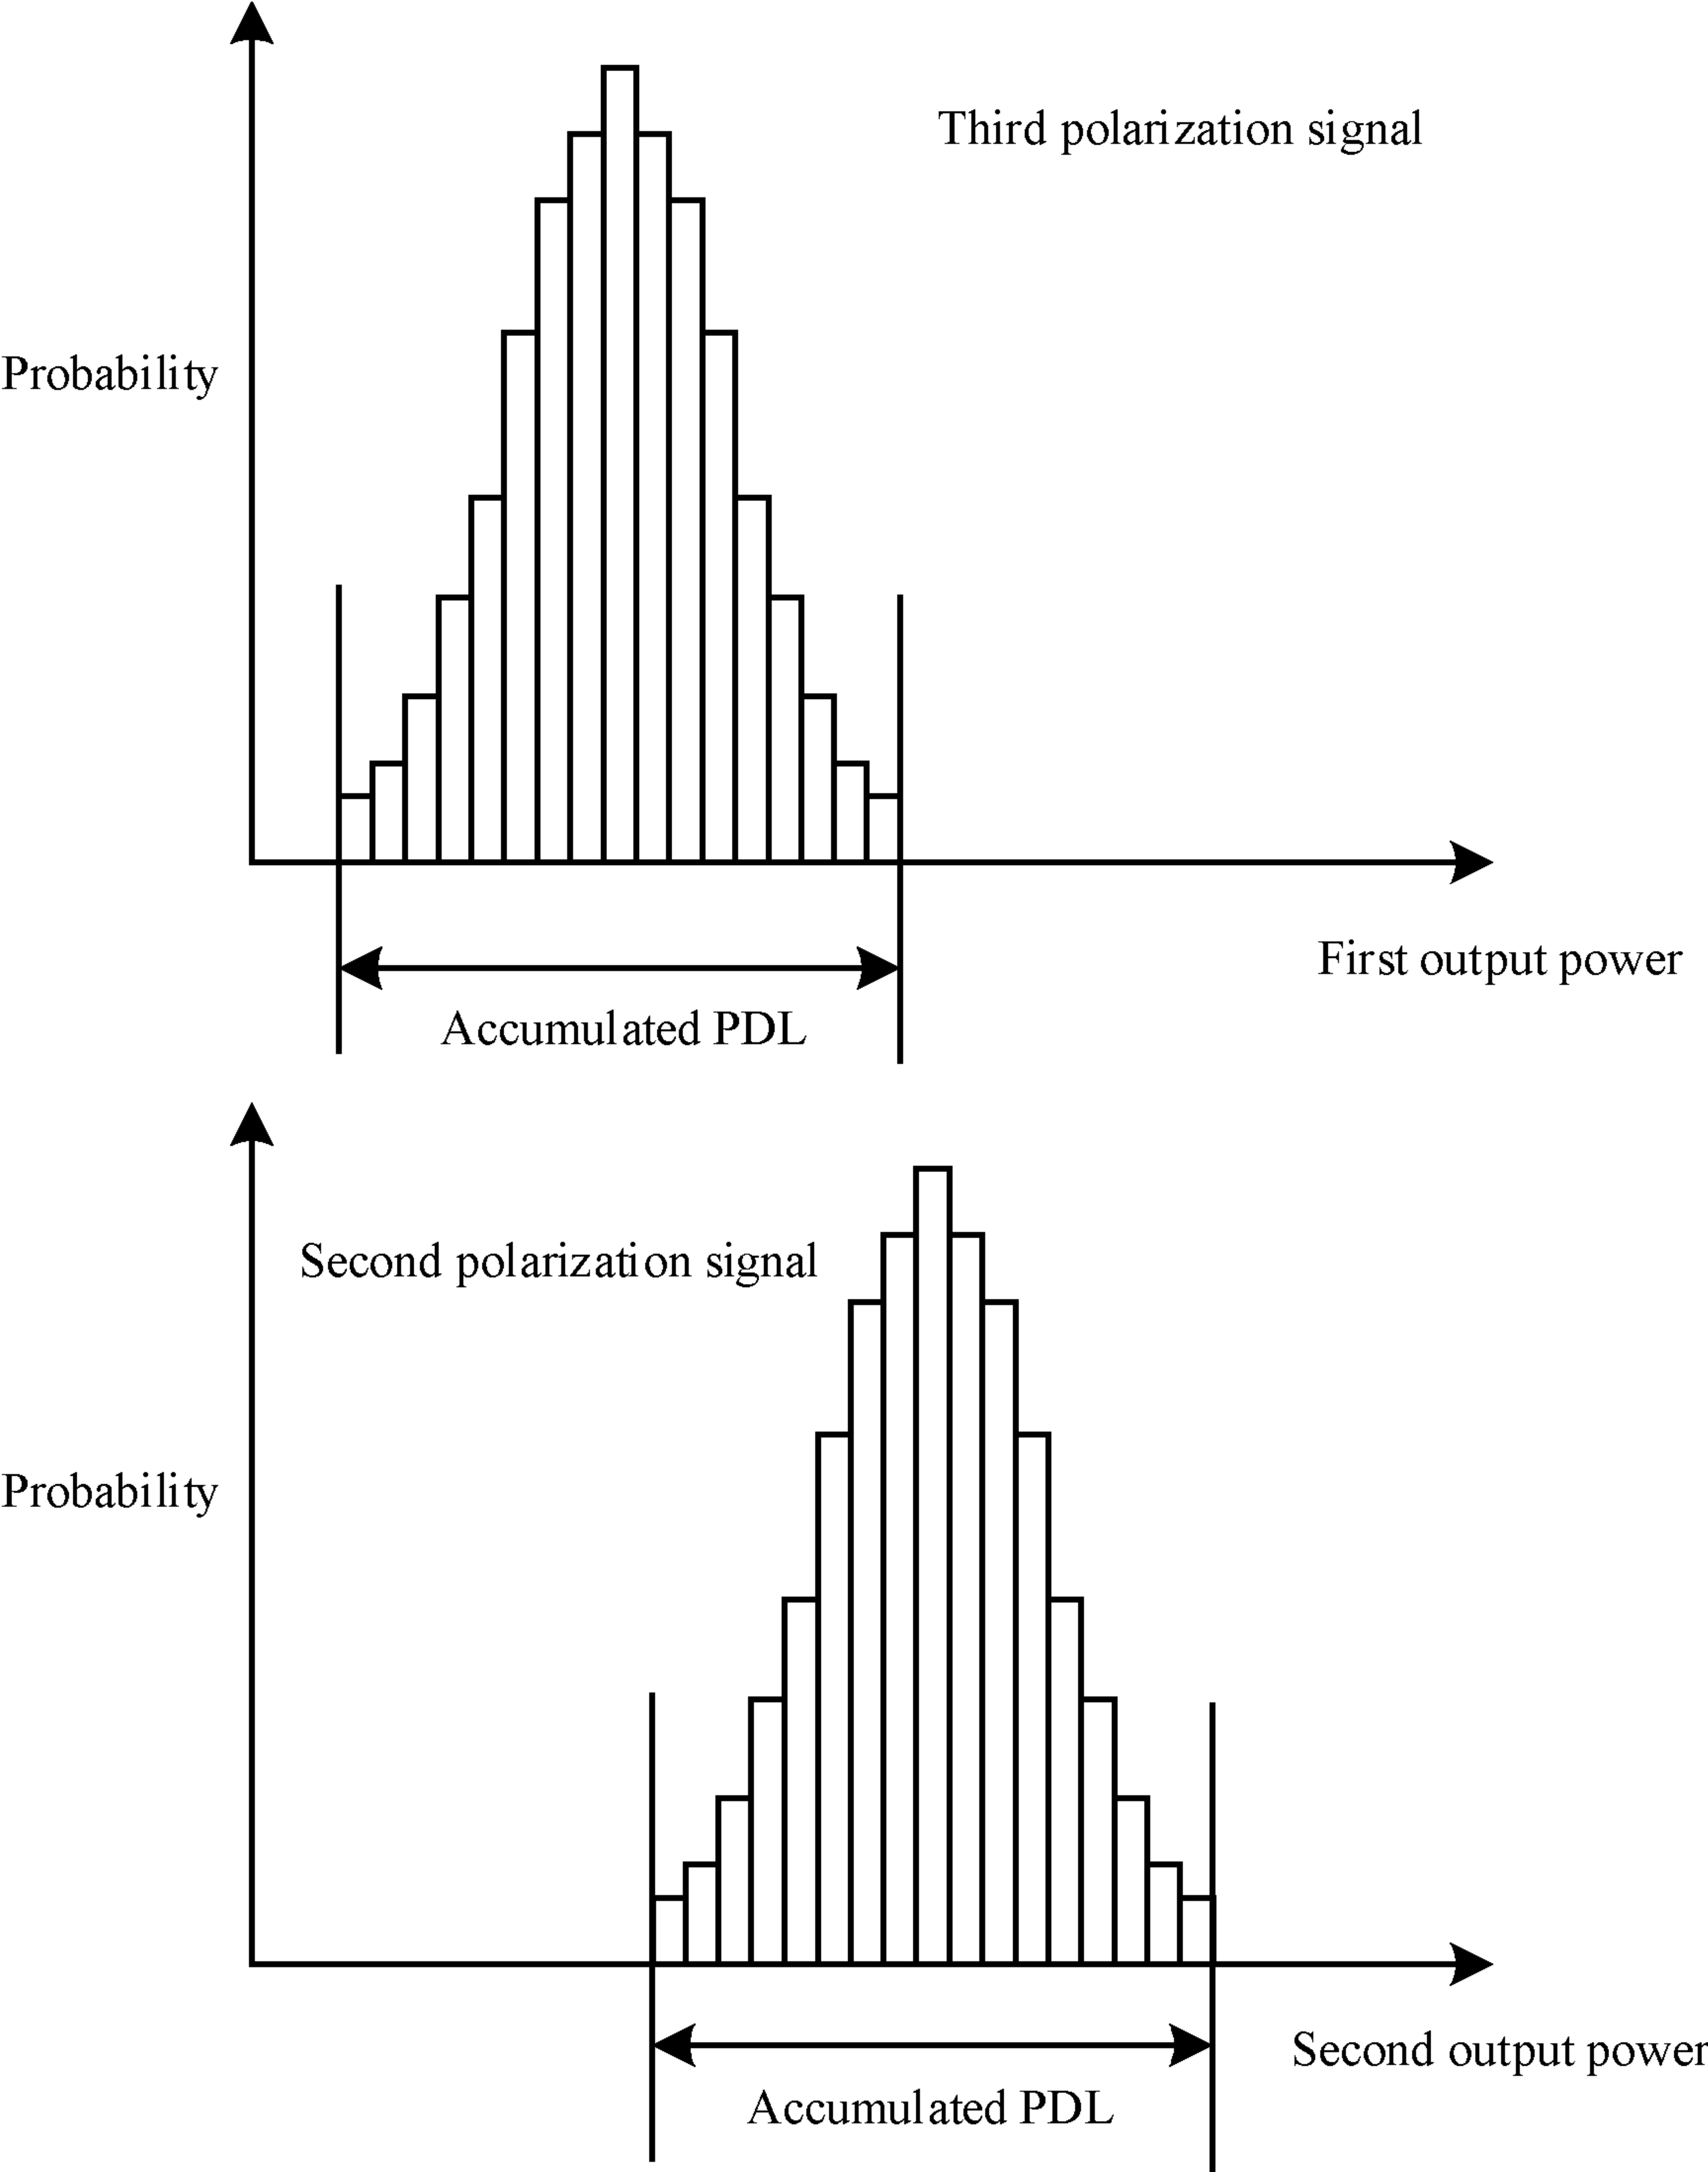 Third polarization signal
Probability
First output power
Accumulated PDL
Second polarization signal
Probability
Second output power
Accumulated PDL